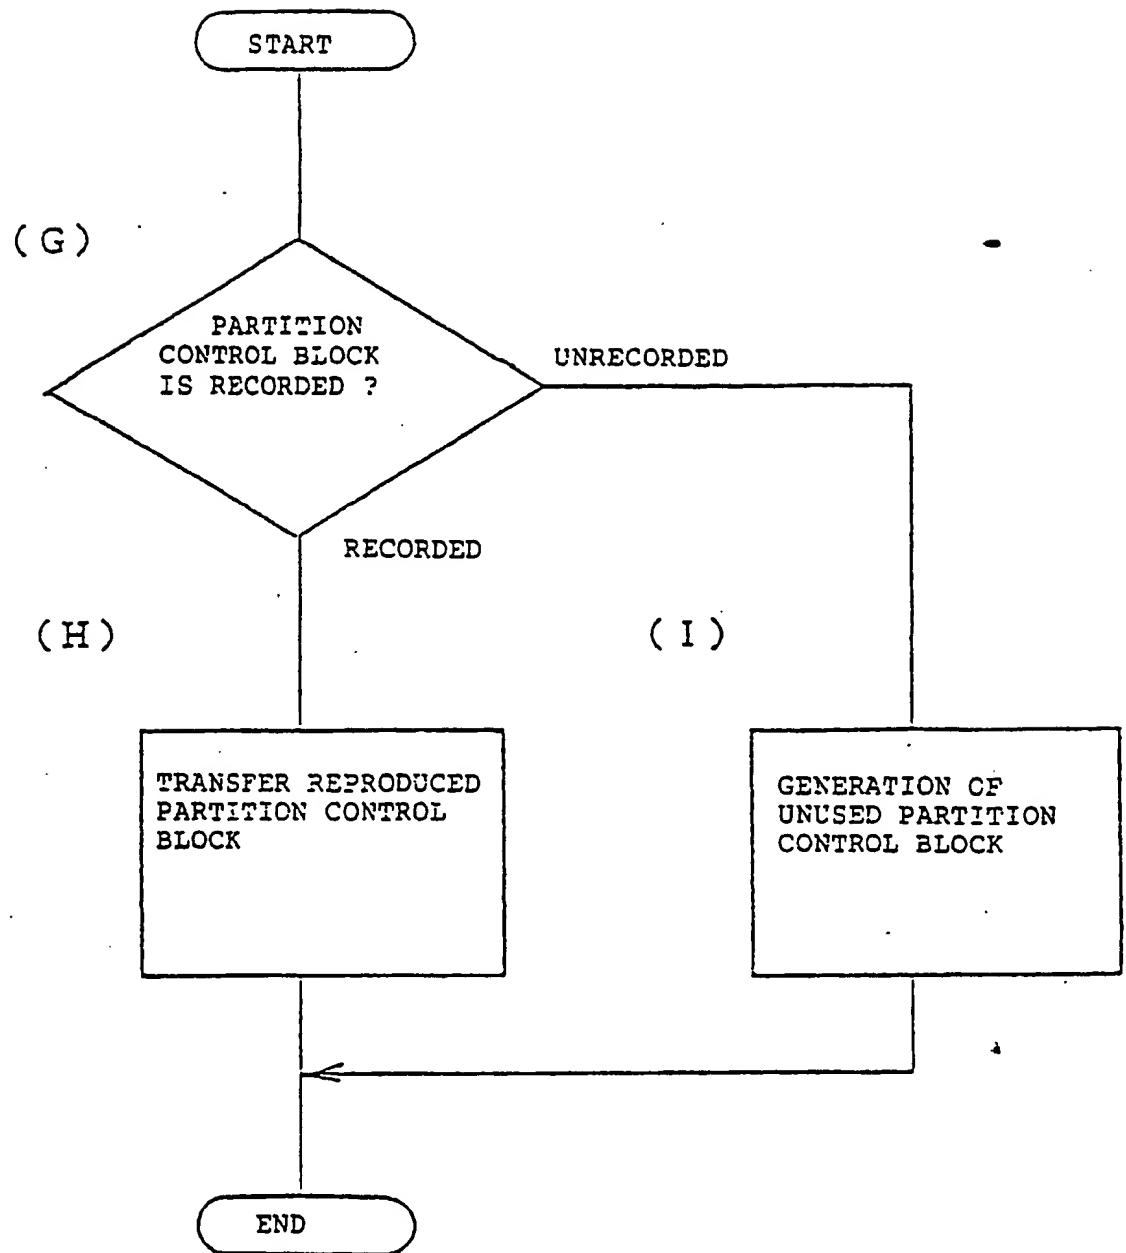 START
(G)
PARTITION
CONTROL BLOCK
IS RECORDED ?
UNRECORDED
RECORDED
(H)
(I)
TRANSFER REPRODUCED
PARTITION CONTROL
BLOCK
GENERATION OF
UNUSED PARTITION
CONTROL BLOCK
END